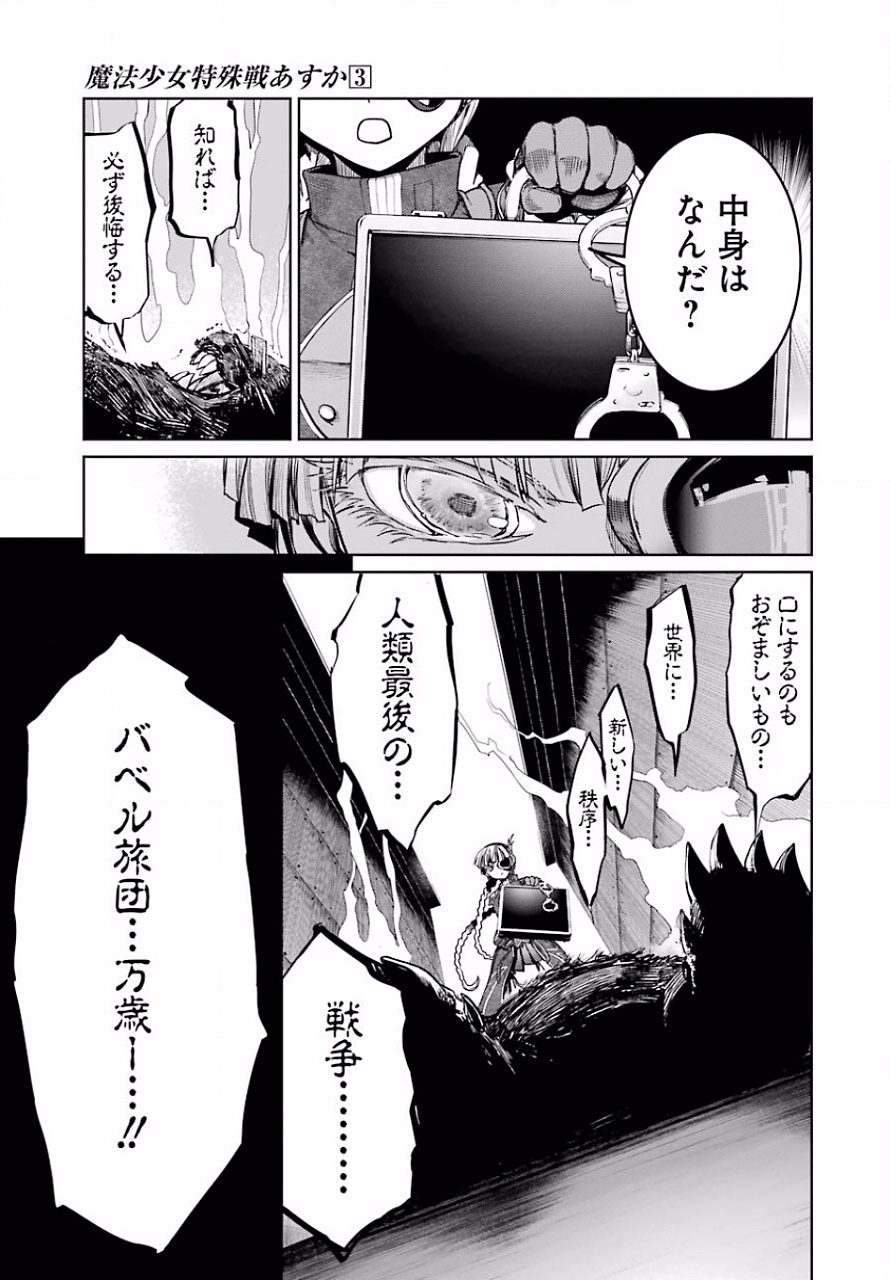 魔法少女特殊戦あすか3
中身は
なんだ?
知れば…
必ず後悔する…
口にするのも
おぞましいもの…
世界に…
新しい…
秩序…
人類最後の…
戦争………
バベル旅団…万歳ー…!!